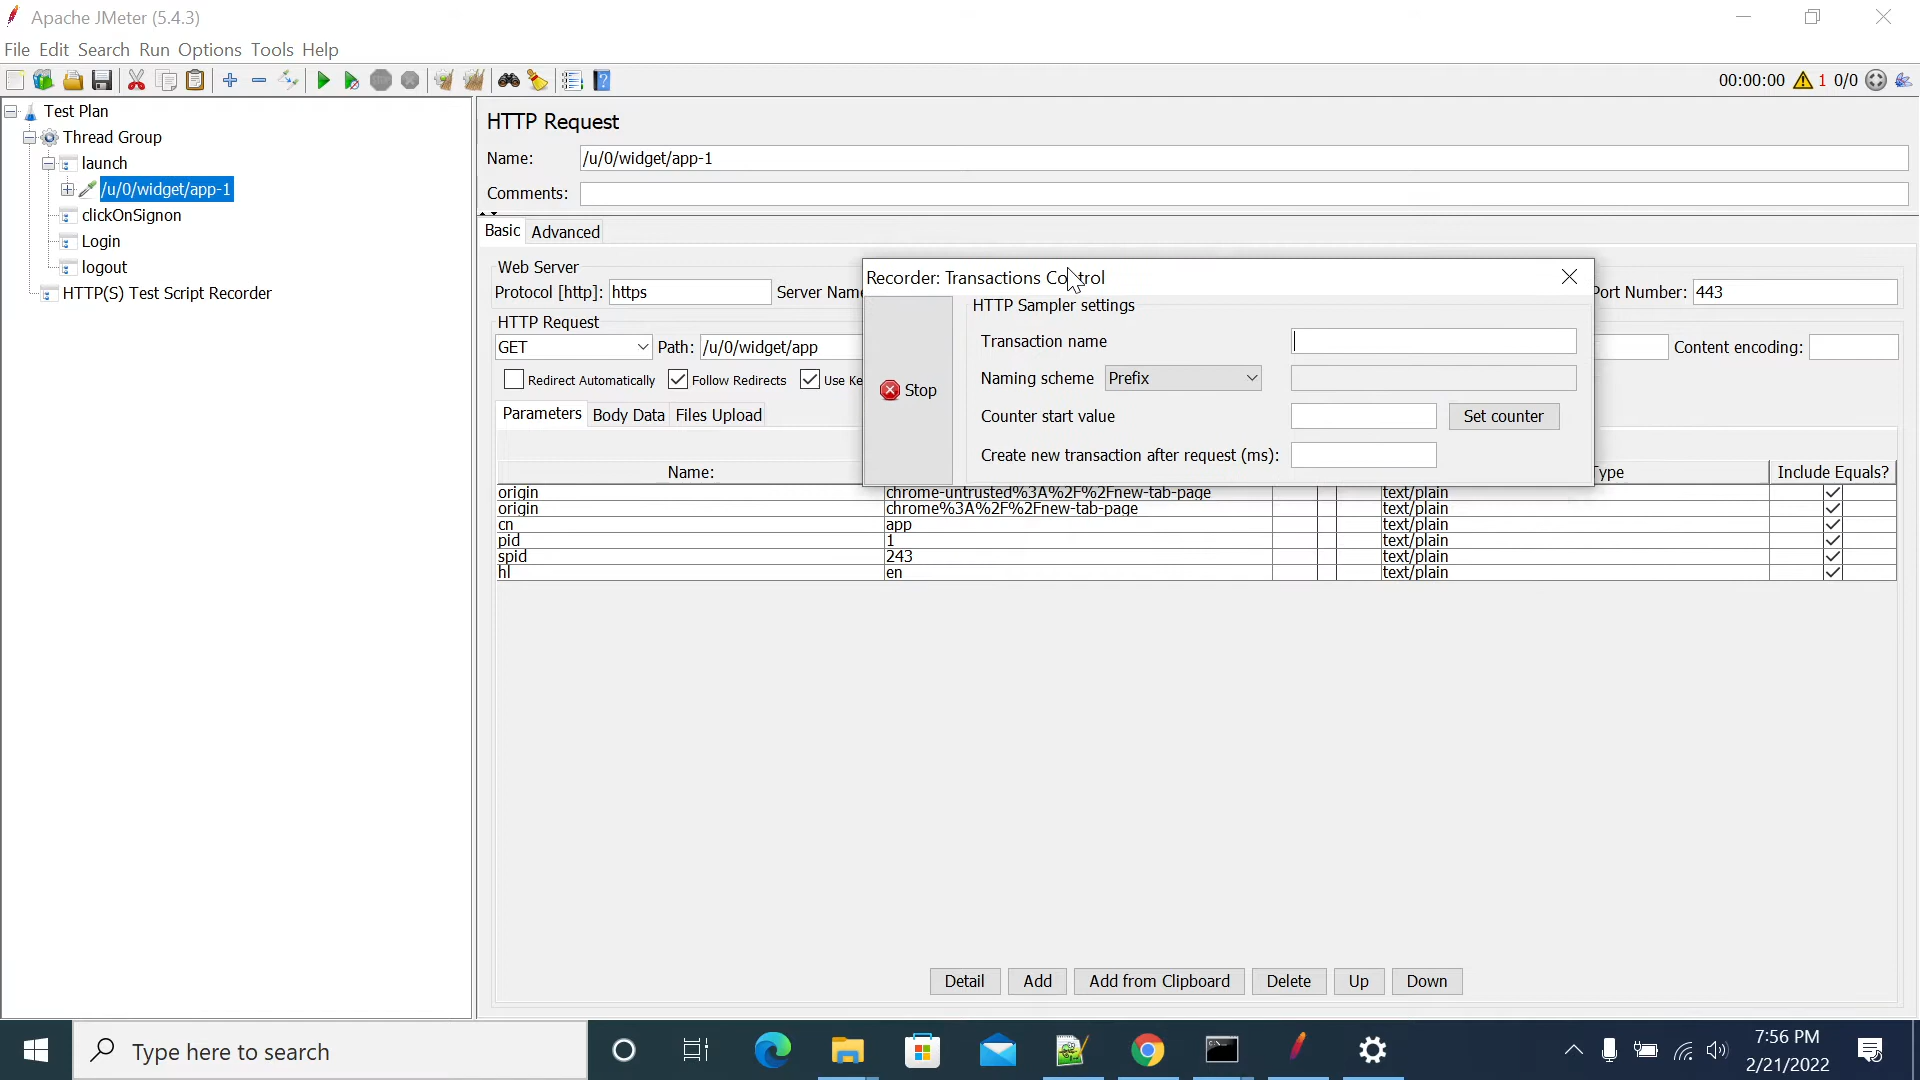 Apache JMeter (5.4.3)
File Edit Search Run Options Tools Help
00:00:00 1 0/0
Test Plan
Thread Group
launch
/u/0/widget/app-1
clickOnSignon
Login
logout
HTTP(S) Test Script Recorder
HTTP Request
Name: /u/0/widget/app-1
Comments:
Basic Advanced
Web Server
Protocol [http]: https Server Name
Port Number: 443
HTTP Request
GET Path: /u/0/widget/app
Content encoding:
Redirect Automatically Follow Redirects Use Ke
Parameters Body Data Files Upload
Recorder: Transactions Control
Stop
HTTP Sampler settings
Transaction name
Naming scheme Prefix
Counter start value Set counter
Create new transaction after request (ms):
Name: Type Include Equals?
origin chrome-untrusted%3A%2F%2Fnew-tab-page text/plain
origin chrome%3A%2F%2Fnew-tab-page text/plain
cn app text/plain
pid 1 text/plain
spid 243 text/plain
hl en text/plain
Detail Add Add from Clipboard Delete Up Down
Type here to search
7:56 PM
2/21/2022